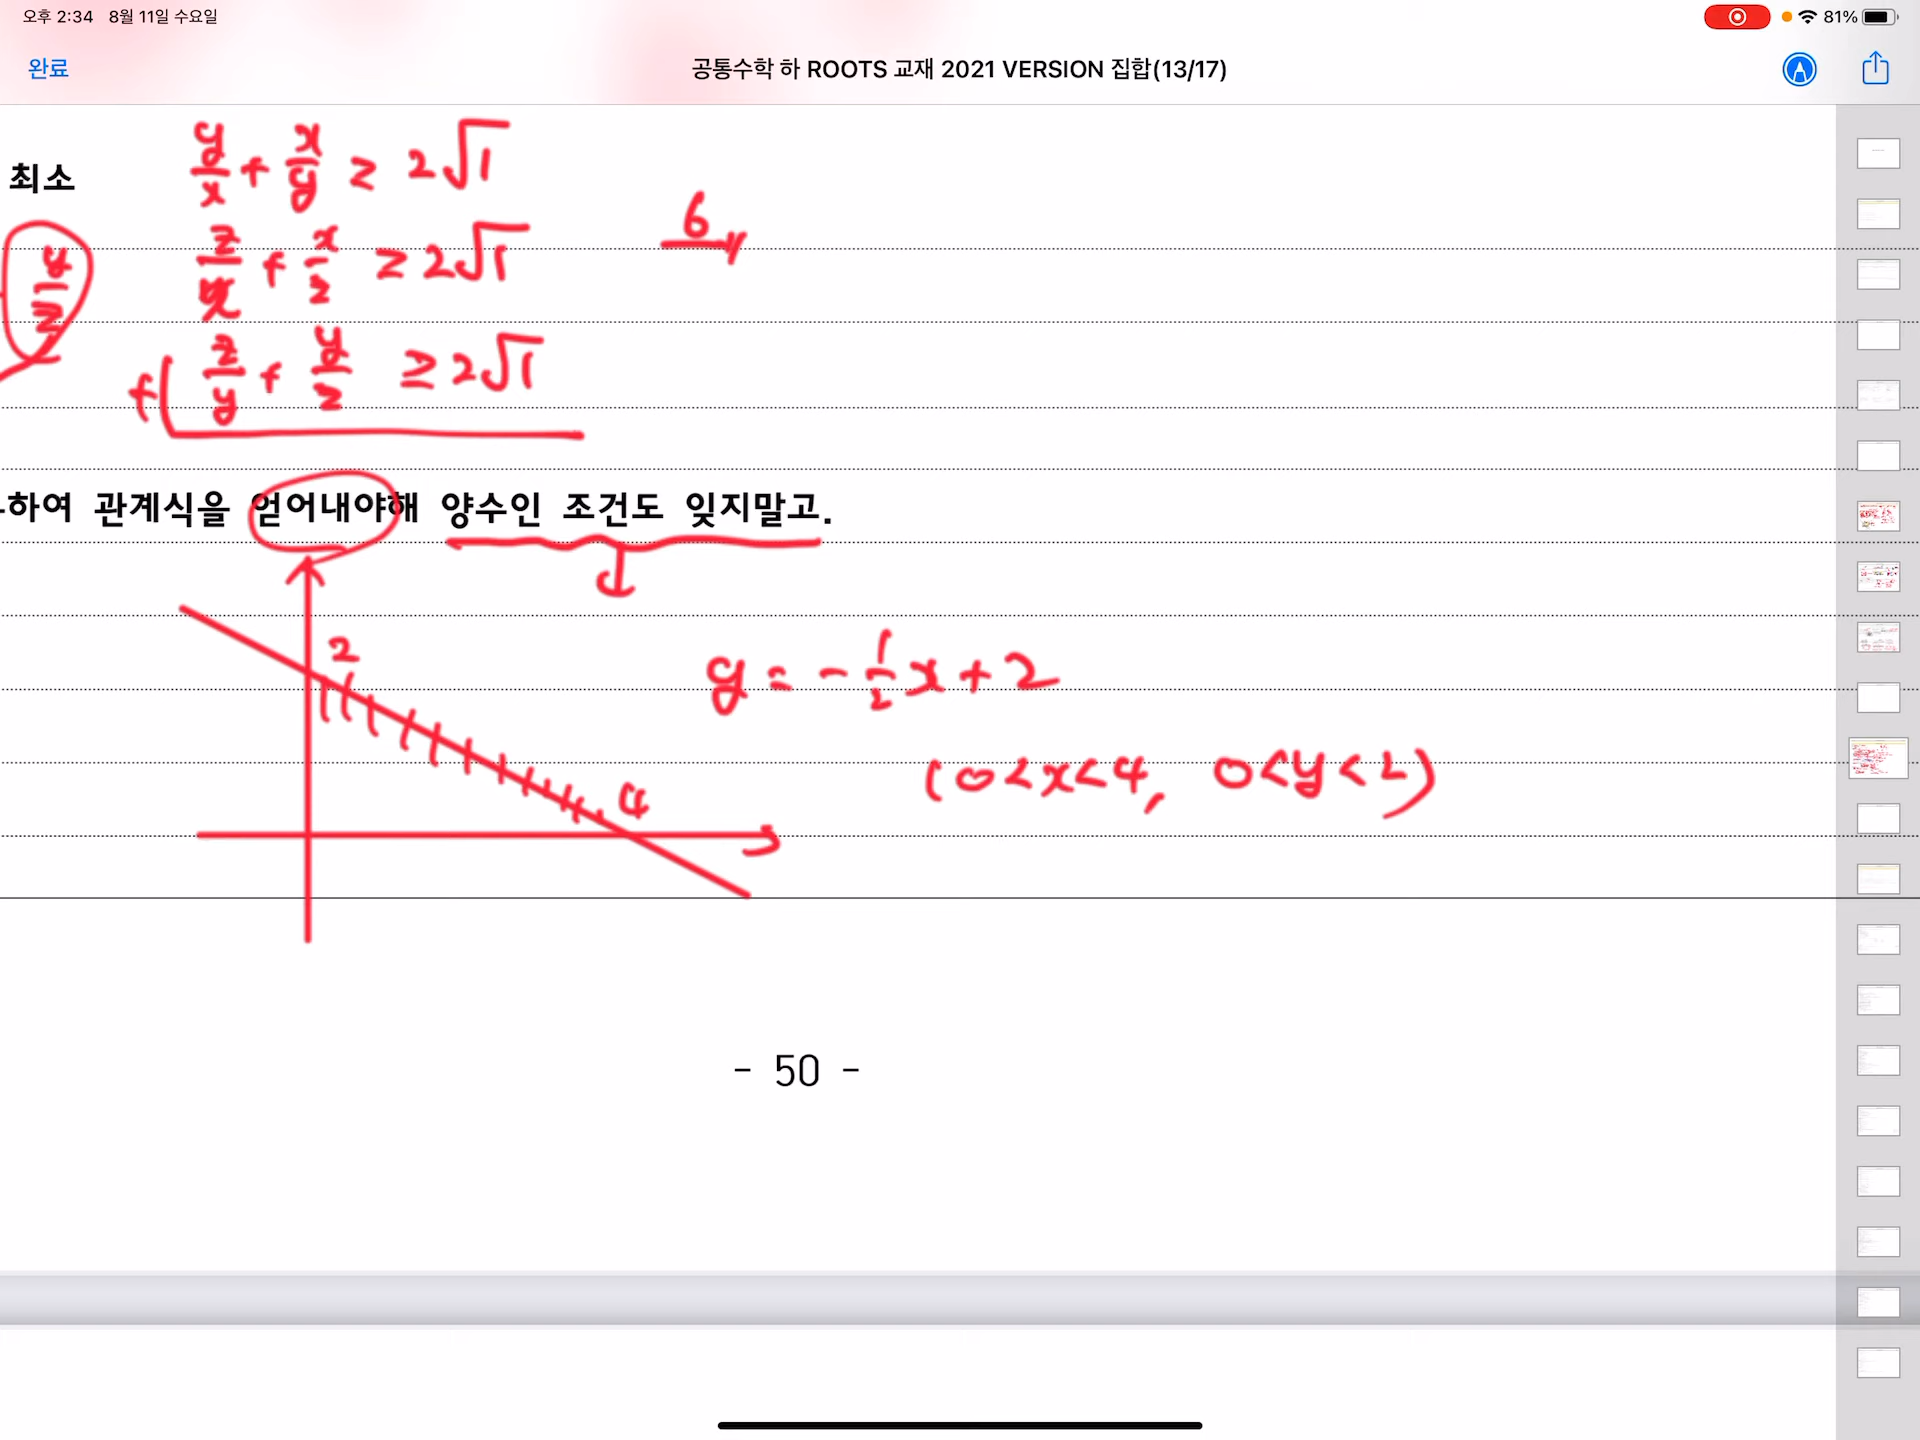 오후 2:34 8월 11일 수요일
81%
완료
공통수학 하 ROOTS 교재 2021 VERSION 집합(13/17)
최소
y/x + x/y ≥ 2√1
6
y/z
z/x + x/z ≥ 2√1
+ z/y + y/z ≥ 2√1
하여 관계식을 얻어내야해 양수인 조건도 잊지말고.
2
y = -1/2 x + 2
4
(0<x<4, 0<y<2)
- 50 -